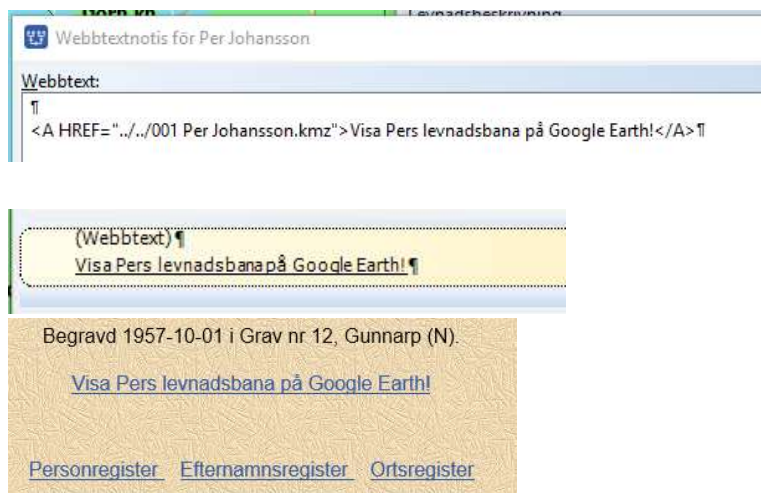 Webbtextnotis för Per Johansson
Webbtext:
¶
<A HREF="../../001 Per Johansson.kmz">Visa Pers levnadsbana på Google Earth!</A>¶
(Webbtext)¶
Visa Pers levnadsbana på Google Earth!¶
Begravd 1957-10-01 i Grav nr 12, Gunnarp (N).
Visa Pers levnadsbana på Google Earth!
Personregister Efternamnsregister Ortsregister